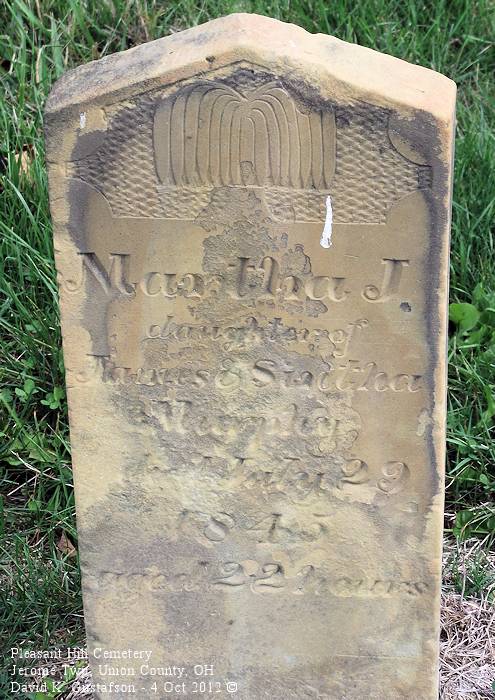 Martha J
daughter of
James & Sintha
Murphy
July 29
1845
aged 22 hours
Pleasant Hill Cemetery
Jerome Twp. Union County, OH
David K. Gustafson - 4 Oct 2012 ©